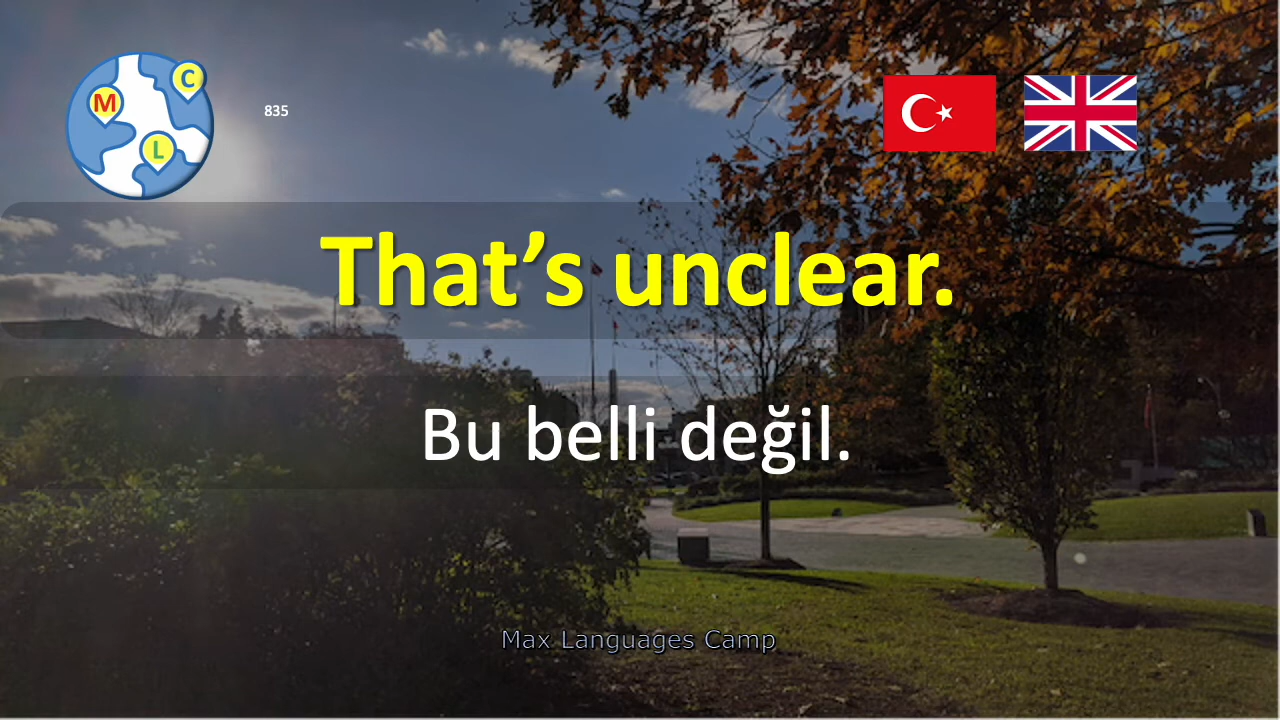 M
C
L
835
That’s unclear.
Bu belli değil.
Max Languages Camp